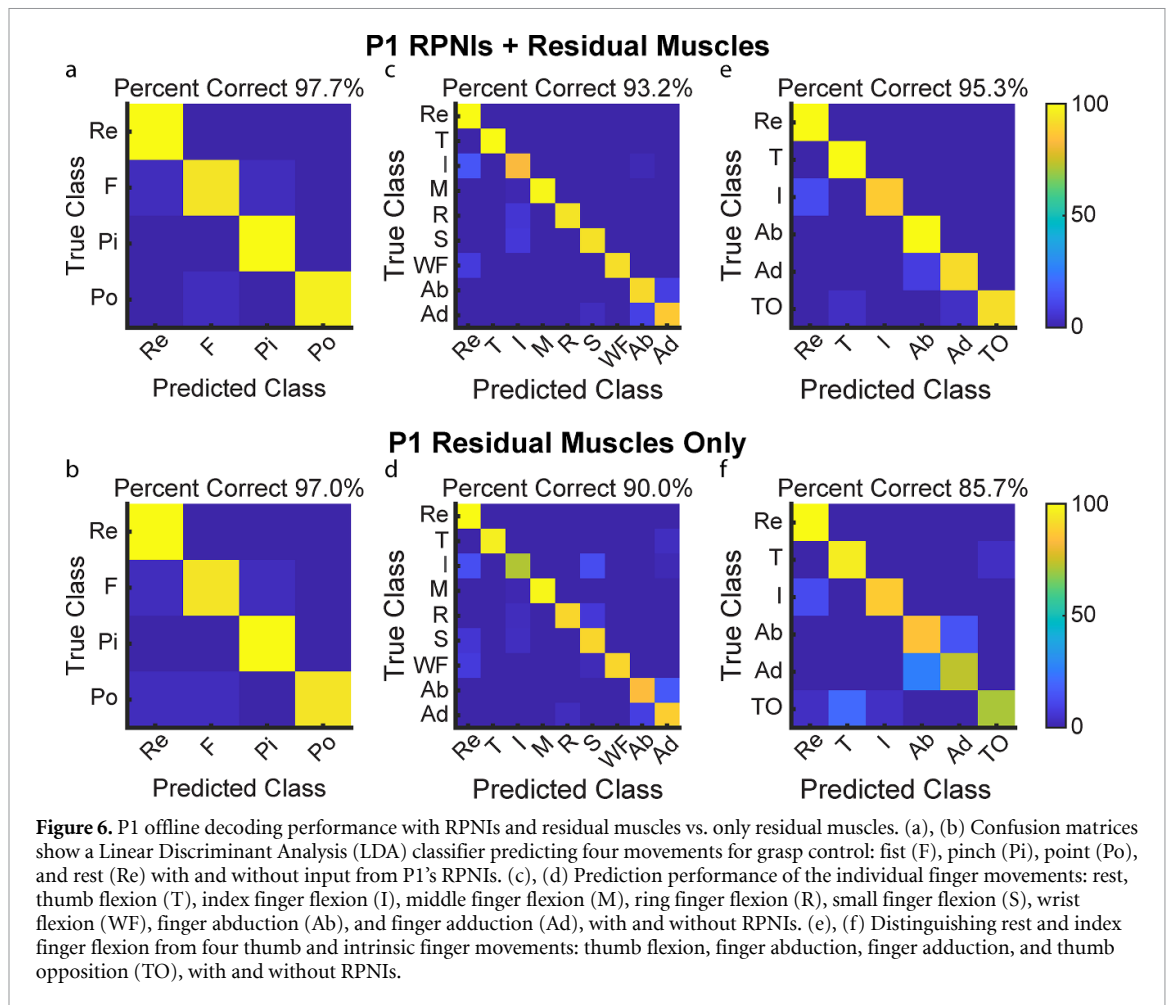 P1 RPNIs + Residual Muscles
a
Percent Correct 97.7%
True Class
Re
F
Pi
Po
Re F Pi Po
Predicted Class
c
Percent Correct 93.2%
True Class
Re
T
I
M
R
S
WF
Ab
Ad
Re T I M R S WF Ab Ad
Predicted Class
e
Percent Correct 95.3%
True Class
Re
T
I
Ab
Ad
TO
Re T I Ab Ad TO
Predicted Class
100
50
0
P1 Residual Muscles Only
b
Percent Correct 97.0%
True Class
Re
F
Pi
Po
Re F Pi Po
Predicted Class
d
Percent Correct 90.0%
True Class
Re
T
I
M
R
S
WF
Ab
Ad
Re T I M R S WF Ab Ad
Predicted Class
f
Percent Correct 85.7%
True Class
Re
T
I
Ab
Ad
TO
Re T I Ab Ad TO
Predicted Class
100
50
0
Figure 6. P1 offline decoding performance with RPNIs and residual muscles vs. only residual muscles. (a), (b) Confusion matrices
show a Linear Discriminant Analysis (LDA) classifier predicting four movements for grasp control: fist (F), pinch (Pi), point (Po),
and rest (Re) with and without input from P1's RPNIs. (c), (d) Prediction performance of the individual finger movements: rest,
thumb flexion (T), index finger flexion (I), middle finger flexion (M), ring finger flexion (R), small finger flexion (S), wrist
flexion (WF), finger abduction (Ab), and finger adduction (Ad), with and without RPNIs. (e), (f) Distinguishing rest and index
finger flexion from four thumb and intrinsic finger movements: thumb flexion, finger abduction, finger adduction, and thumb
opposition (TO), with and without RPNIs.